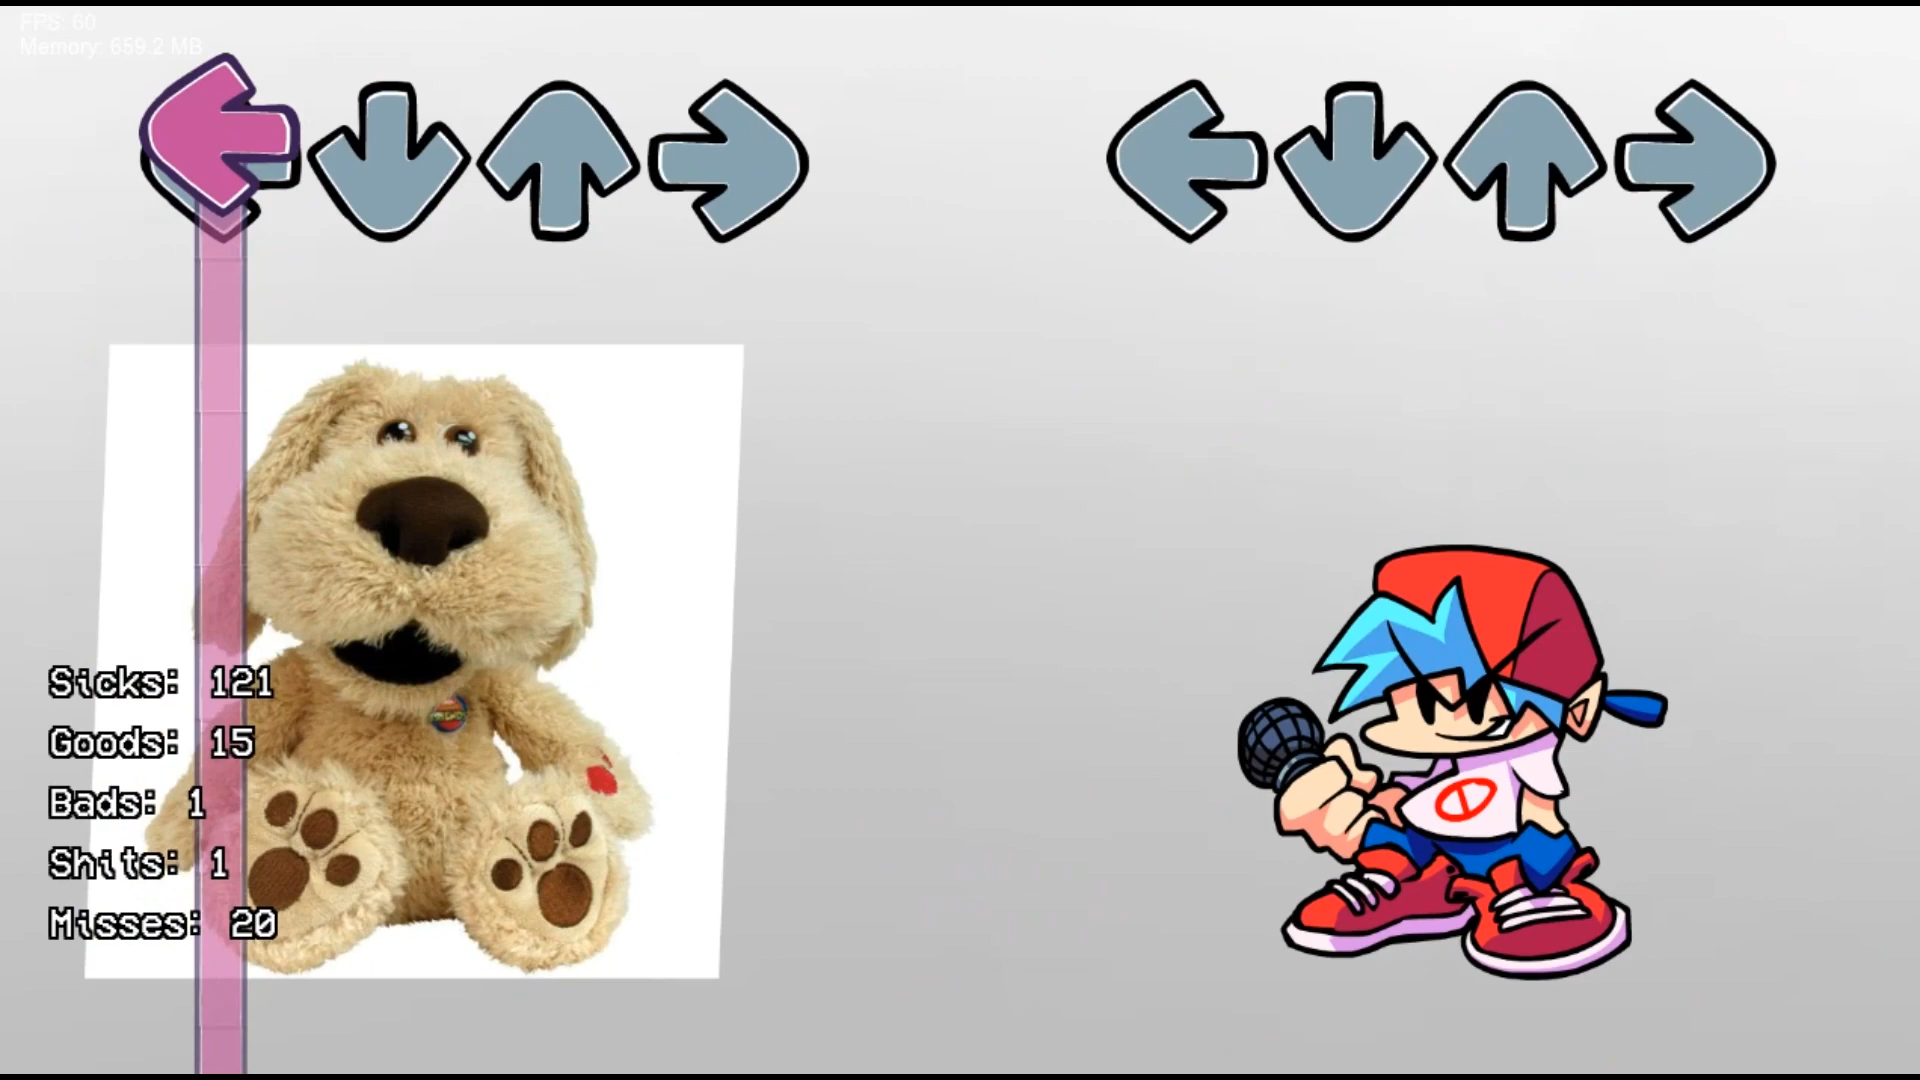 FPS: 60
Memory: 659.2 MB
Sicks: 121
Goods: 15
Bads: 1
Shits: 1
Misses: 20